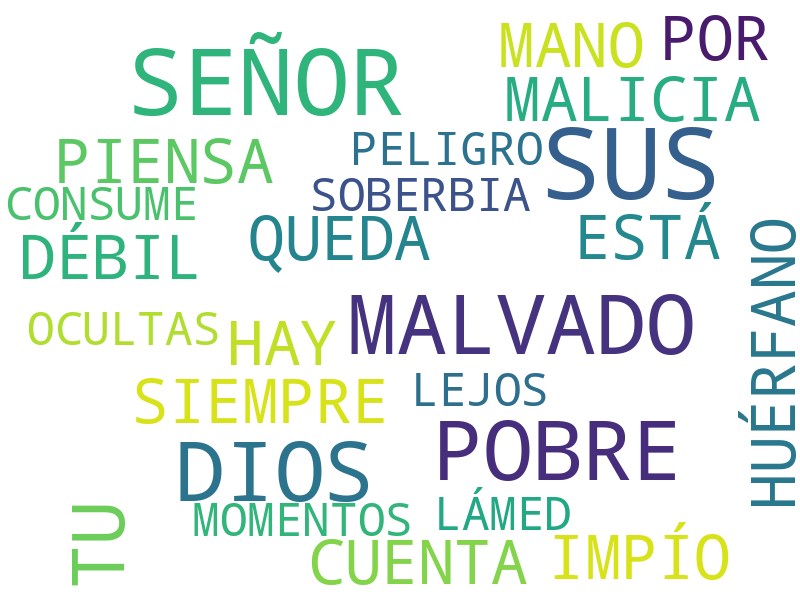 MANO
POR
SEÑOR
MALICIA
PIENSA
PELIGRO
SUS
CONSUME
SOBERBIA
DÉBIL
QUEDA
ESTÁ
HUÉRFANO
OCULTAS
HAY
MALVADO
SIEMPRE
LEJOS
DIOS
POBRE
MOMENTOS
LÁMED
TU
CUENTA
IMPÍO